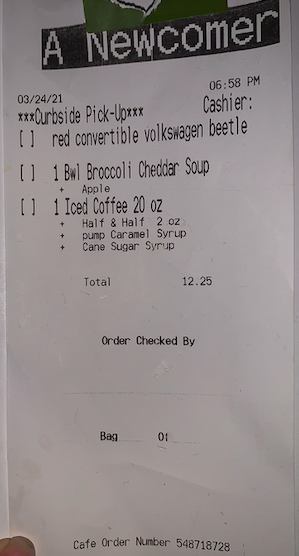 A Newcomer
06:58 PM
03/24/21 Cashier:
***Curbside Pick-Up***
[ ] red convertible volkswagen beetle
[ ] 1 Bwl Broccoli Cheddar Soup
+ Apple
[ ] 1 Iced Coffee 20 oz
+ Half & Half 2 oz
+ pump Caramel Syrup
+ Cane Sugar Syrup
Total 12.25
Order Checked By
Bag 01
Cafe Order Number 548718728